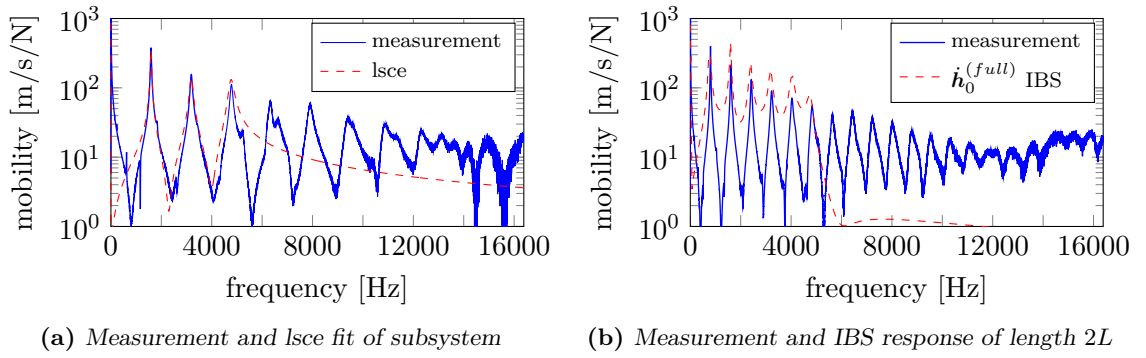 10^3
10^2
10^1
10^0
mobility [m/s/N]
measurement
lsce
0 4000 8000 12000 16000
frequency [Hz]
(a) Measurement and lsce fit of subsystem
10^3
10^2
10^1
10^0
mobility [m/s/N]
measurement
ḣ_0^{(full)} IBS
0 4000 8000 12000 16000
frequency [Hz]
(b) Measurement and IBS response of length 2L